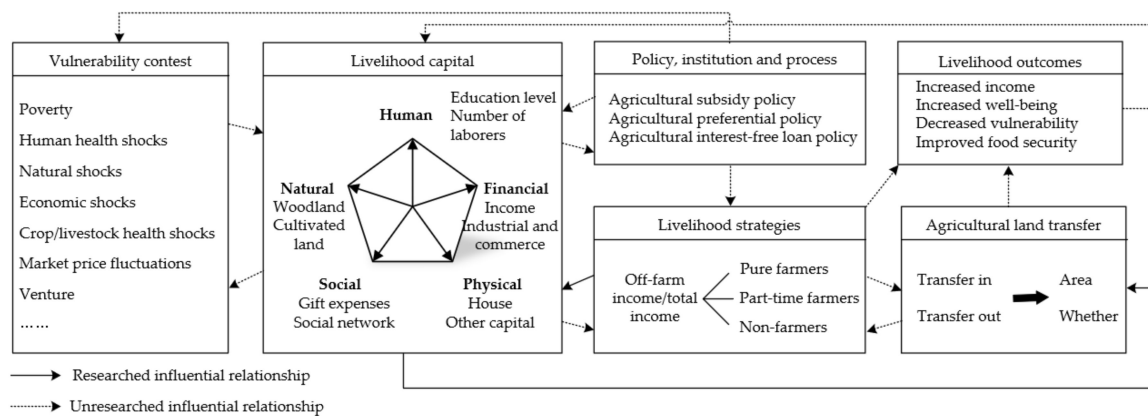 Vulnerability contest
Poverty
Human health shocks
Natural shocks
Economic shocks
Crop/livestock health shocks
Market price fluctuations
Venture
……
Livelihood capital
Education level
Number of
laborers
Human
Natural
Woodland
Cultivated
land
Financial
Income
Industrial and
commerce
Social
Gift expenses
Social network
Physical
House
Other capital
Policy, institution and process
Agricultural subsidy policy
Agricultural preferential policy
Agricultural interest-free loan policy
Livelihood strategies
Off-farm
income/total
income
Pure farmers
Part-time farmers
Non-farmers
Livelihood outcomes
Increased income
Increased well-being
Decreased vulnerability
Improved food security
Agricultural land transfer
Transfer in
Transfer out
Area
Whether
Researched influential relationship
Unresearched influential relationship